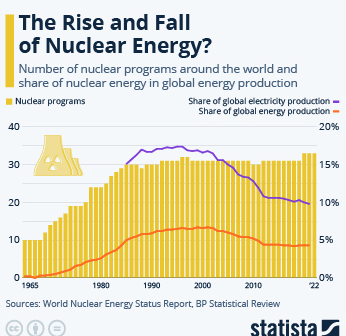 The Rise and Fall
of Nuclear Energy?
Number of nuclear programs around the world and
share of nuclear energy in global energy production
Nuclear programs
Share of global electricity production
Share of global energy production
40 20%
30 15%
20 10%
10 5%
0 0%
1965 1980 1990 2000 2010 '22
Sources: World Nuclear Energy Status Report, BP Statistical Review
cc
statista